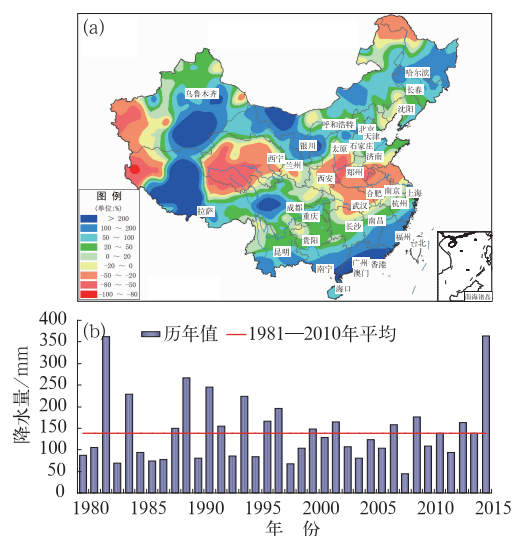 (a)
哈尔滨
长春
乌鲁木齐
沈阳
呼和浩特
北京
天津
银川
太原
石家庄
济南
西宁
兰州
西安
郑州
合肥
南京
上海
拉萨
成都
武汉
杭州
重庆
南昌
长沙
贵阳
福州
台北
昆明
南宁
广州
香港
澳门
海口
南海诸岛
图 例
(单位:%)
> 200
100 ~ 200
50 ~ 100
20 ~ 50
0 ~ 20
-20 ~ 0
-50 ~ -20
-80 ~ -50
-100 ~ -80
(b)
历年值
1981—2010年平均
降水量/mm
400
350
300
250
200
150
100
50
0
1980 1985 1990 1995 2000 2005 2010 2015
年 份